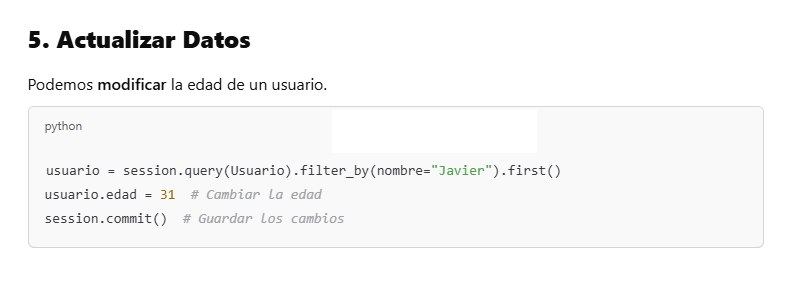 5. Actualizar Datos
Podemos modificar la edad de un usuario.
python
usuario = session.query(Usuario).filter_by(nombre="Javier").first()
usuario.edad = 31  # Cambiar la edad
session.commit()  # Guardar los cambios